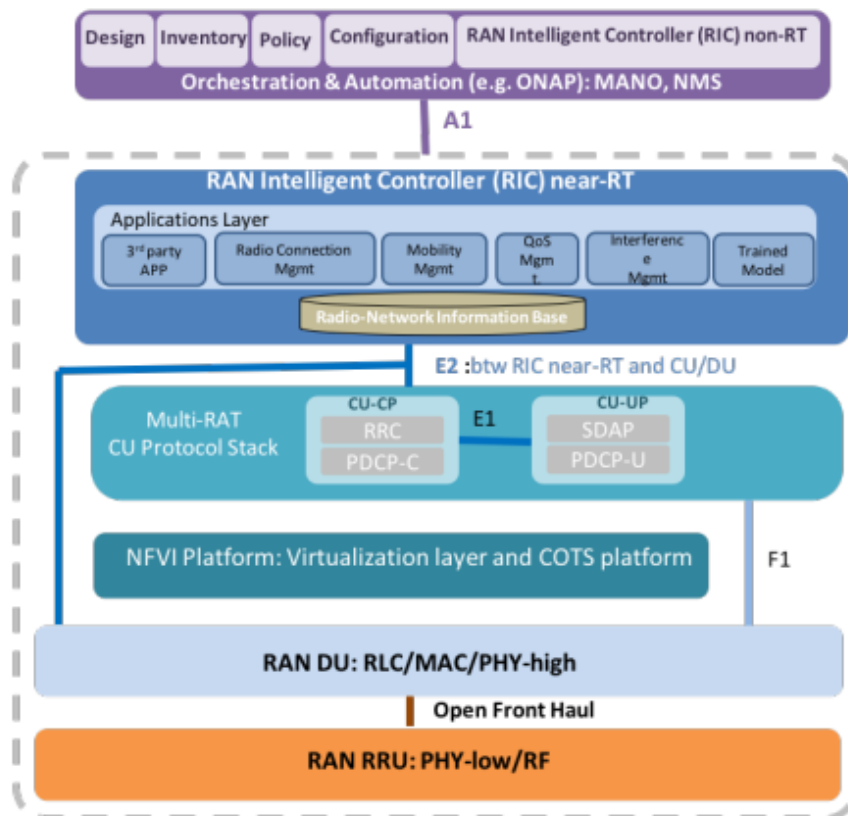 Design Inventory Policy Configuration RAN Intelligent Controller (RIC) non-RT
Orchestration & Automation (e.g. ONAP): MANO, NMS
A1
RAN Intelligent Controller (RIC) near-RT
Applications Layer
3rd party
APP
Radio Connection
Mgmt
Mobility
Mgmt
QoS
Mgm
t.
Interferenc
e
Mgmt
Trained
Model
Radio-Network Information Base
E2 :btw RIC near-RT and CU/DU
Multi-RAT
CU Protocol Stack
CU-CP
RRC
PDCP-C
E1
CU-UP
SDAP
PDCP-U
NFVI Platform: Virtualization layer and COTS platform
F1
RAN DU: RLC/MAC/PHY-high
Open Front Haul
RAN RRU: PHY-low/RF